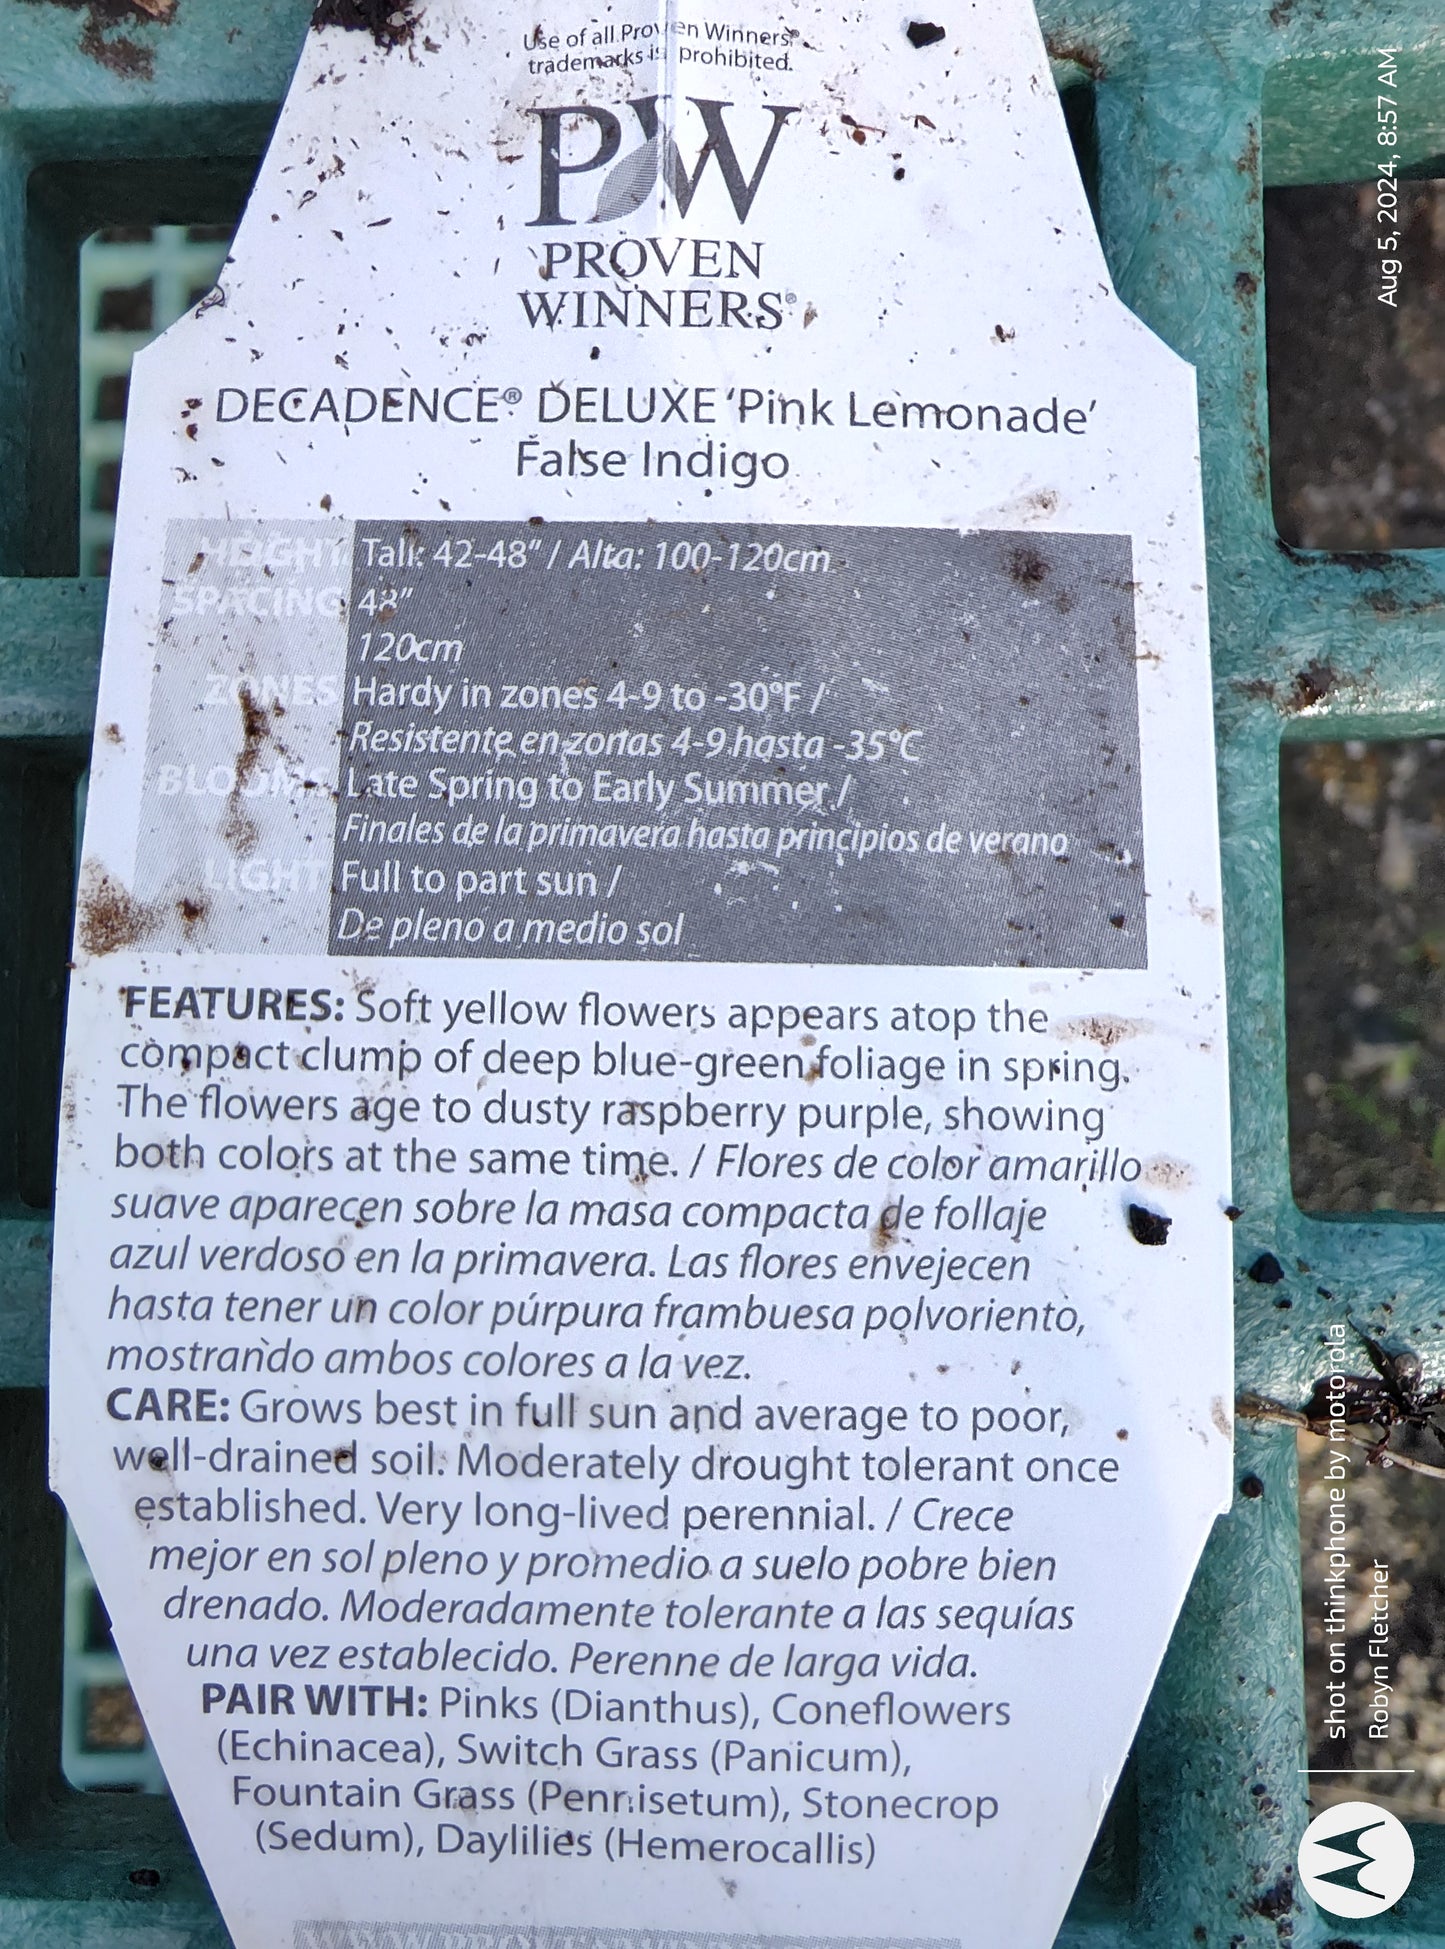 Use of all Proven Winners®
trademarks is prohibited.
PW
PROVEN
WINNERS®
DECADENCE® DELUXE 'Pink Lemonade'
False Indigo
HEIGHT Tall: 42-48" / Alta: 100-120cm
SPACING 48"
120cm
ZONES Hardy in zones 4-9 to -30°F /
Resistente en zonas 4-9 hasta -35°C
BLOOMS Late Spring to Early Summer /
Finales de la primavera hasta principios de verano
LIGHT Full to part sun /
De pleno a medio sol
FEATURES: Soft yellow flowers appears atop the
compact clump of deep blue-green foliage in spring.
The flowers age to dusty raspberry purple, showing
both colors at the same time. / Flores de color amarillo
suave aparecen sobre la masa compacta de follaje
azul verdoso en la primavera. Las flores envejecen
hasta tener un color púrpura frambuesa polvoriento,
mostrando ambos colores a la vez.
CARE: Grows best in full sun and average to poor,
well-drained soil. Moderately drought tolerant once
established. Very long-lived perennial. / Crece
mejor en sol pleno y promedio a suelo pobre bien
drenado. Moderadamente tolerante a las sequías
una vez establecido. Perenne de larga vida.
PAIR WITH: Pinks (Dianthus), Coneflowers
(Echinacea), Switch Grass (Panicum),
Fountain Grass (Pennisetum), Stonecrop
(Sedum), Daylilies (Hemerocallis)
shot on thinkphone by motorola
Robyn Fletcher
Aug 5, 2024, 8:57 AM